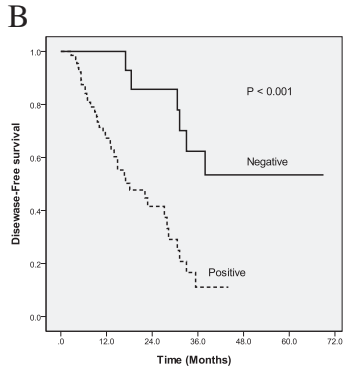 B
1.0
0.8
0.6
0.4
0.2
0.0
Disewase-Free survival
P < 0.001
Negative
Positive
.0 12.0 24.0 36.0 48.0 60.0 72.0
Time (Months)